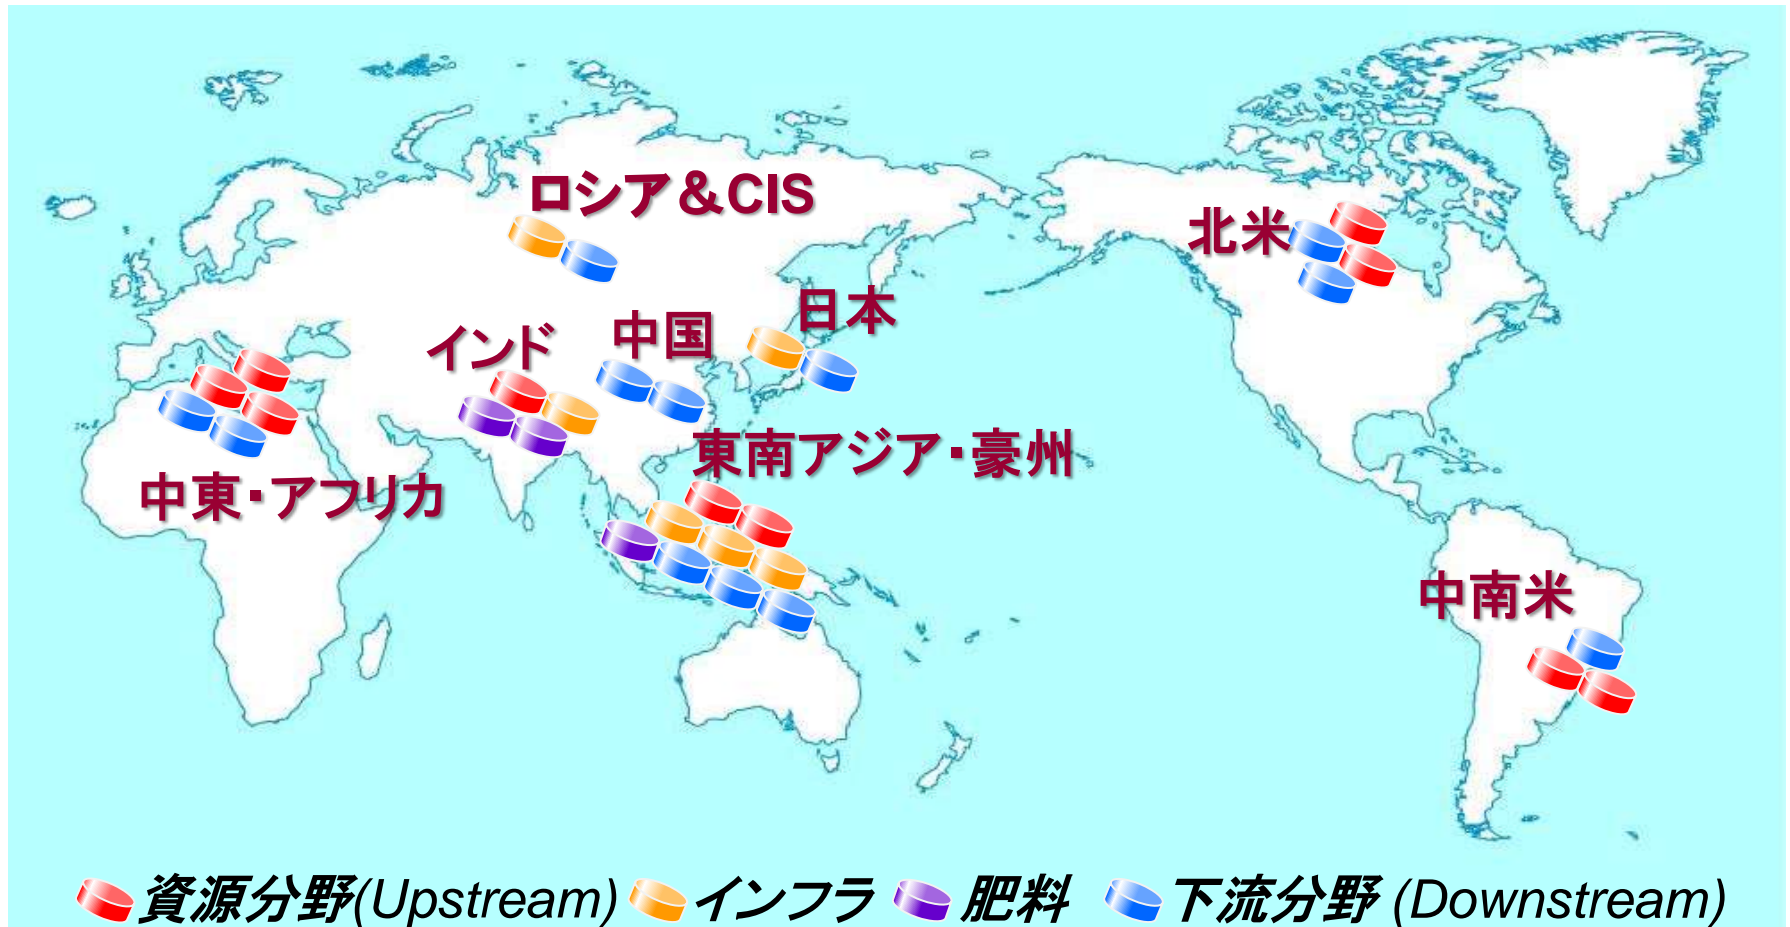 ロシア＆CIS
北米
日本
中国
インド
東南アジア・豪州
中東・アフリカ
中南米
資源分野(Upstream) インフラ 肥料 下流分野 (Downstream)